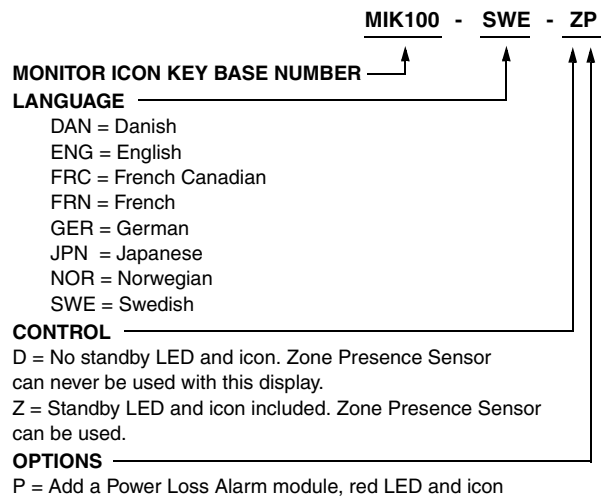 MIK100 - SWE - ZP
MONITOR ICON KEY BASE NUMBER
LANGUAGE
DAN = Danish
ENG = English
FRC = French Canadian
FRN = French
GER = German
JPN = Japanese
NOR = Norwegian
SWE = Swedish
CONTROL
D = No standby LED and icon. Zone Presence Sensor
can never be used with this display.
Z = Standby LED and icon included. Zone Presence Sensor
can be used.
OPTIONS
P = Add a Power Loss Alarm module, red LED and icon